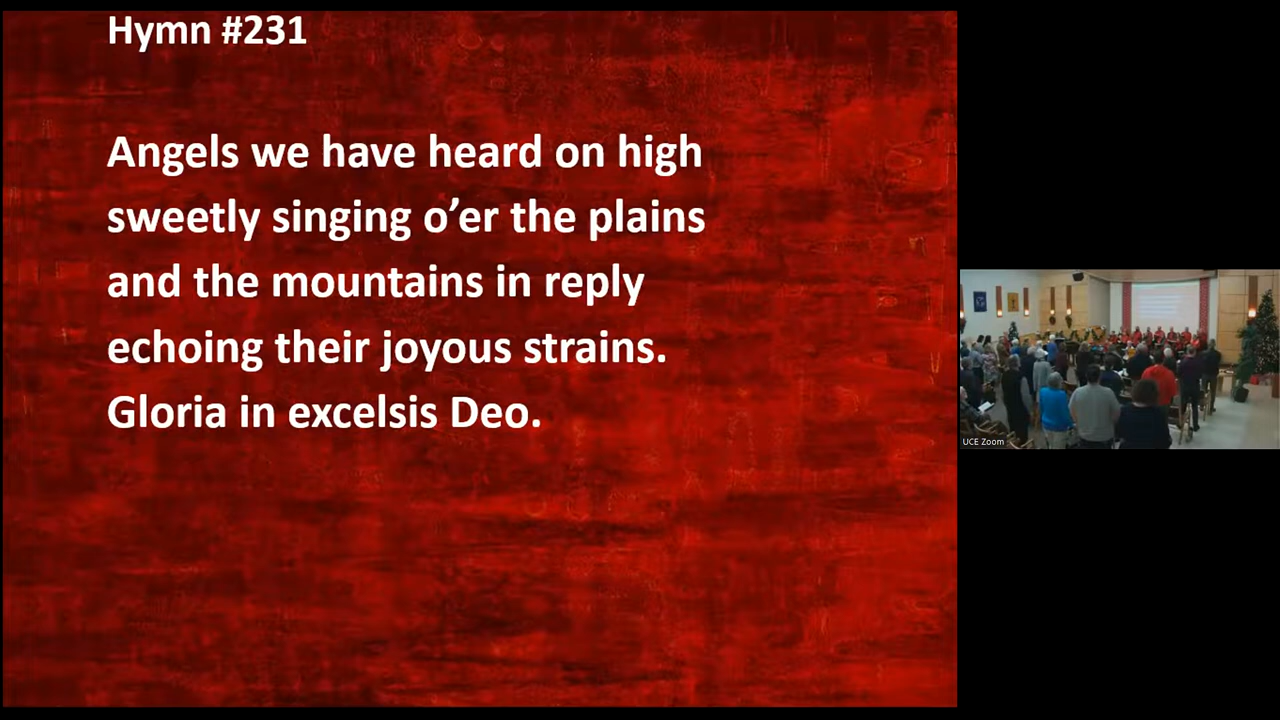 Hymn #231
Angels we have heard on high
sweetly singing o’er the plains
and the mountains in reply
echoing their joyous strains.
Gloria in excelsis Deo.
UCE Zoom